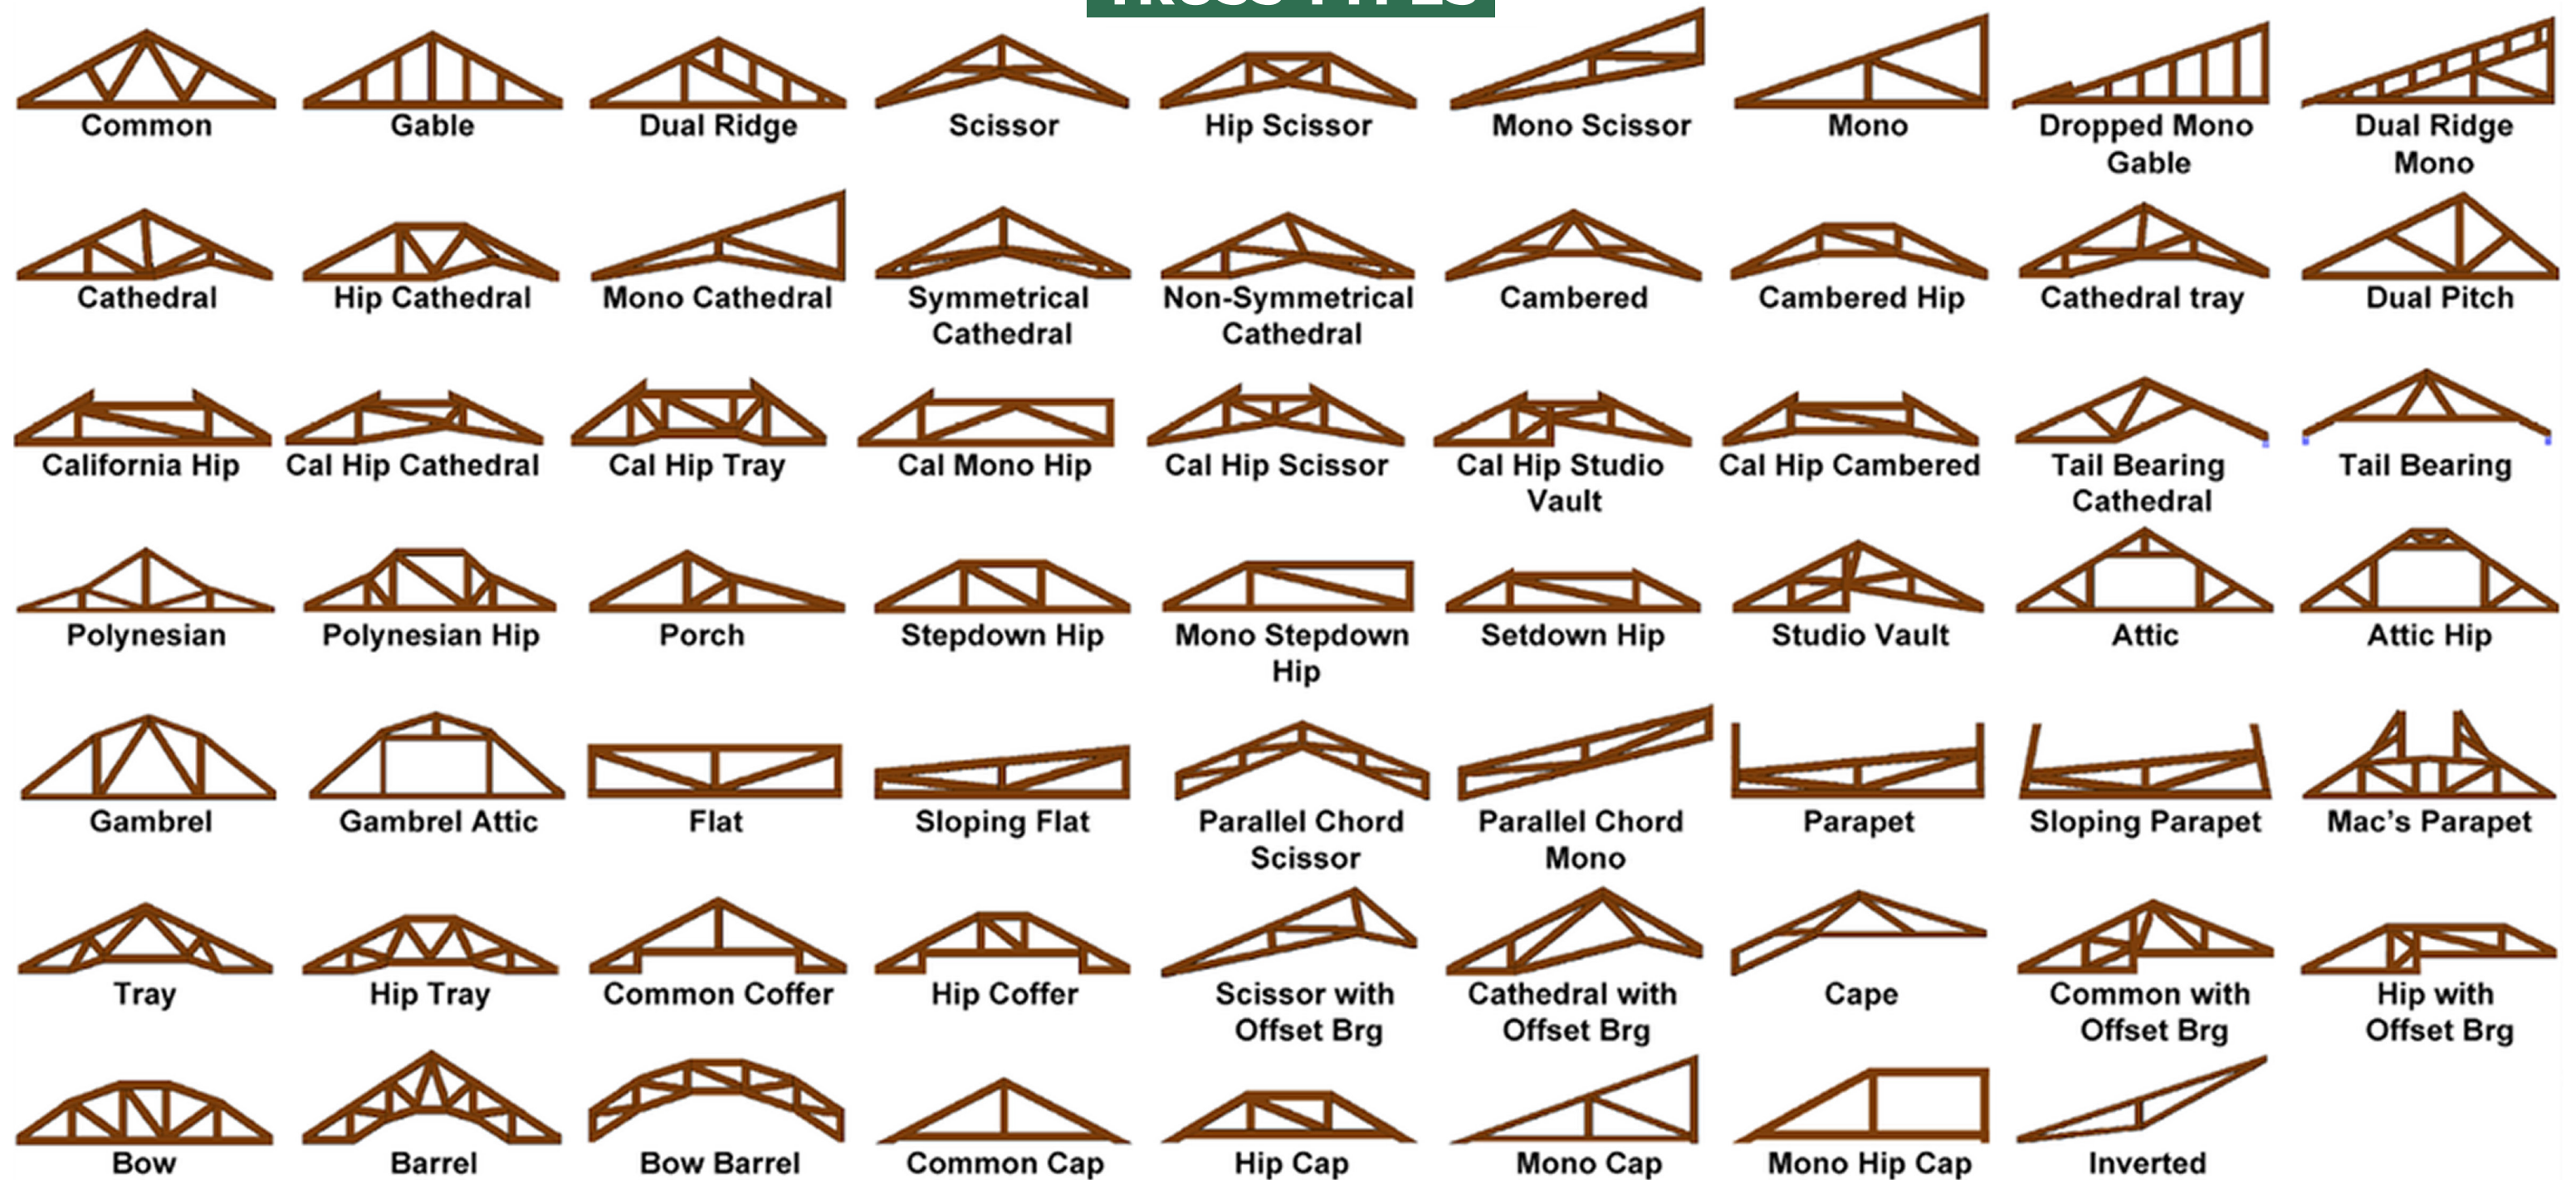 TRUSS TYPES
Common Gable Dual Ridge Scissor Hip Scissor Mono Scissor Mono Dropped Mono Dual Ridge
Gable Mono
Cathedral Hip Cathedral Mono Cathedral Symmetrical Non-Symmetrical Cambered Cambered Hip Cathedral tray Dual Pitch
Cathedral Cathedral
California Hip Cal Hip Cathedral Cal Hip Tray Cal Mono Hip Cal Hip Scissor Cal Hip Studio Cal Hip Cambered Tail Bearing Tail Bearing
Vault Cathedral
Polynesian Polynesian Hip Porch Stepdown Hip Mono Stepdown Setdown Hip Studio Vault Attic Attic Hip
Hip
Gambrel Gambrel Attic Flat Sloping Flat Parallel Chord Parallel Chord Parapet Sloping Parapet Mac’s Parapet
Scissor Mono
Tray Hip Tray Common Coffer Hip Coffer Scissor with Cathedral with Cape Common with Hip with
Offset Brg Offset Brg Offset Brg Offset Brg
Bow Barrel Bow Barrel Common Cap Hip Cap Mono Cap Mono Hip Cap Inverted